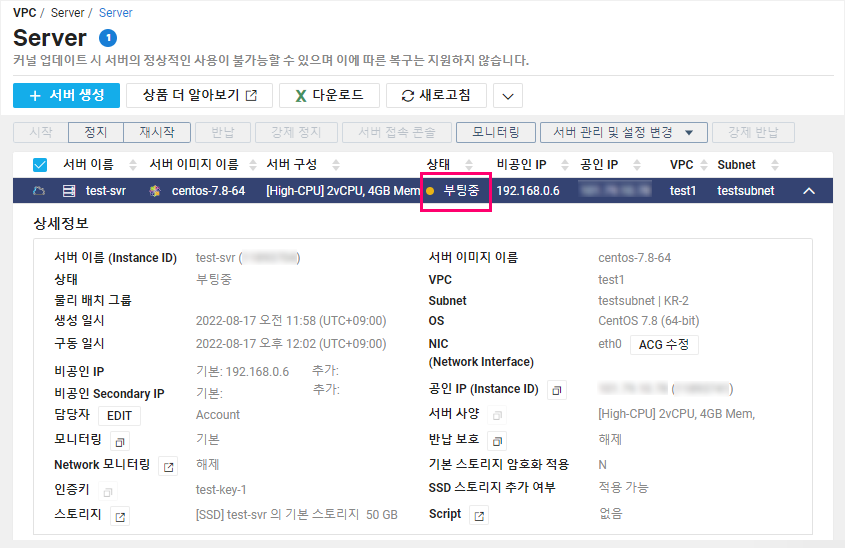 VPC / Server / Server
Server 1
커널 업데이트 시 서버의 정상적인 사용이 불가능할 수 있으며 이에 따른 복구는 지원하지 않습니다.
+ 서버 생성 상품 더 알아보기 다운로드 새로고침
시작 정지 재시작 반납 강제 정지 서버 접속 콘솔 모니터링 서버 관리 및 설정 변경 강제 반납
서버 이름 서버 이미지 이름 서버 구성 상태 비공인 IP 공인 IP VPC Subnet
test-svr centos-7.8-64 [High-CPU] 2vCPU, 4GB Mem 부팅중 192.168.0.6 test1 testsubnet
상세정보
서버 이름 (Instance ID) test-svr ( ) 서버 이미지 이름 centos-7.8-64
상태 부팅중 VPC test1
물리 배치 그룹 Subnet testsubnet | KR-2
생성 일시 2022-08-17 오전 11:58 (UTC+09:00) OS CentOS 7.8 (64-bit)
구동 일시 2022-08-17 오후 12:02 (UTC+09:00) NIC eth0 ACG 수정
(Network Interface)
비공인 IP 기본: 192.168.0.6 추가:
비공인 Secondary IP 기본: 추가: 공인 IP (Instance ID) ( )
담당자 EDIT Account 서버 사양 [High-CPU] 2vCPU, 4GB Mem,
모니터링 기본 반납 보호 해제
Network 모니터링 해제 기본 스토리지 암호화 적용 N
인증키 test-key-1 SSD 스토리지 추가 여부 적용 가능
스토리지 [SSD] test-svr 의 기본 스토리지 50 GB Script 없음